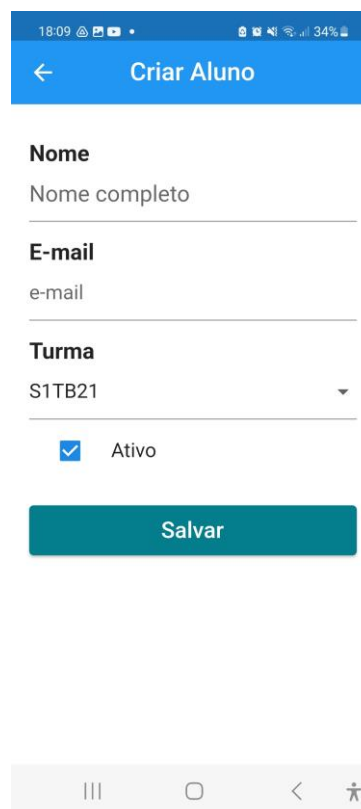 18:09 34%
Criar Aluno
Nome
Nome completo
E-mail
e-mail
Turma
S1TB21
Ativo
Salvar